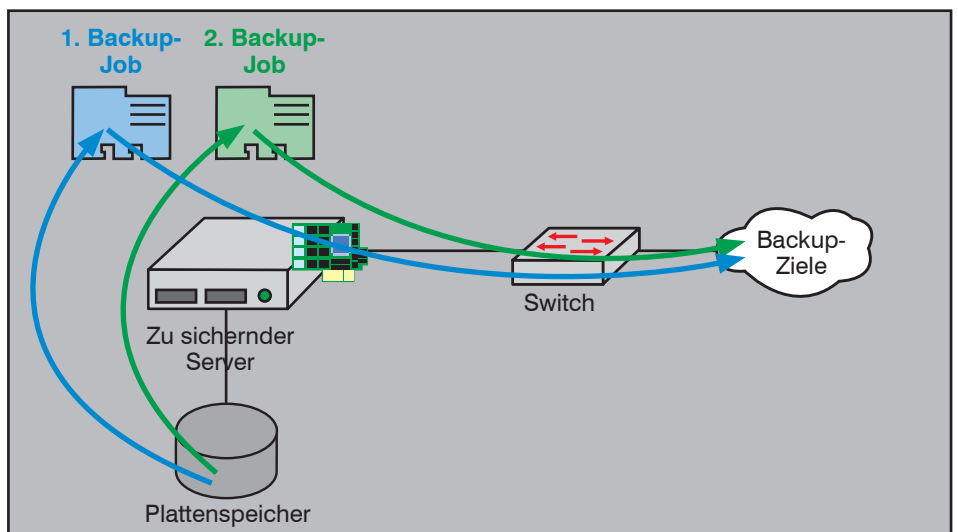 1. Backup-
Job
2. Backup-
Job
Backup-
Ziele
Switch
Zu sichernder
Server
Plattenspeicher